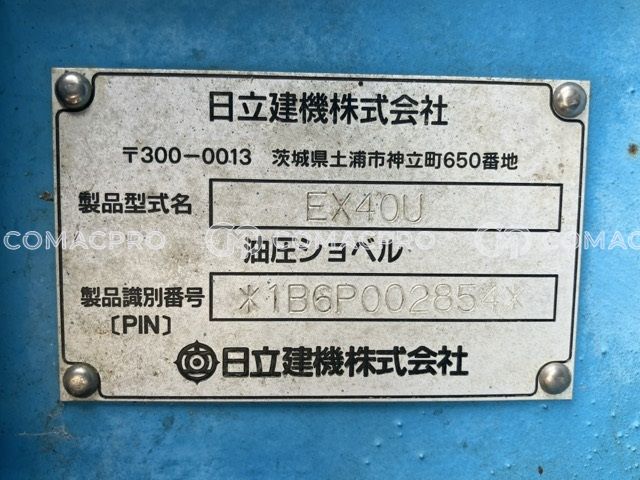 日立建機株式会社
〒300-0013 茨城県土浦市神立町650番地
製品型式名 EX40U
油圧ショベル
製品識別番号 *1B6P002854*
[PIN]
日立建機株式会社
COMACPRO COMACPRO COMACPRO